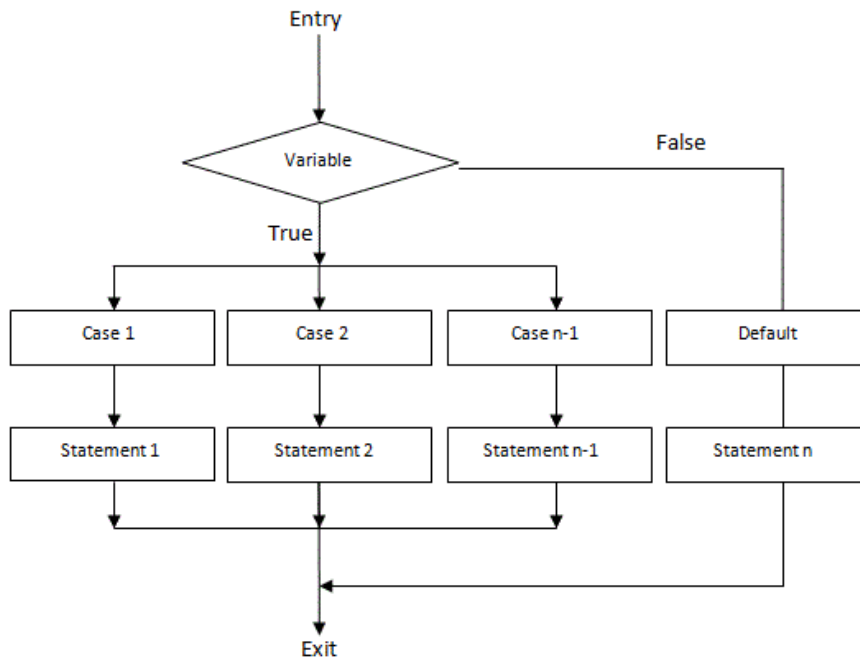 Entry
Variable
False
True
Case 1
Case 2
Case n-1
Default
Statement 1
Statement 2
Statement n-1
Statement n
Exit